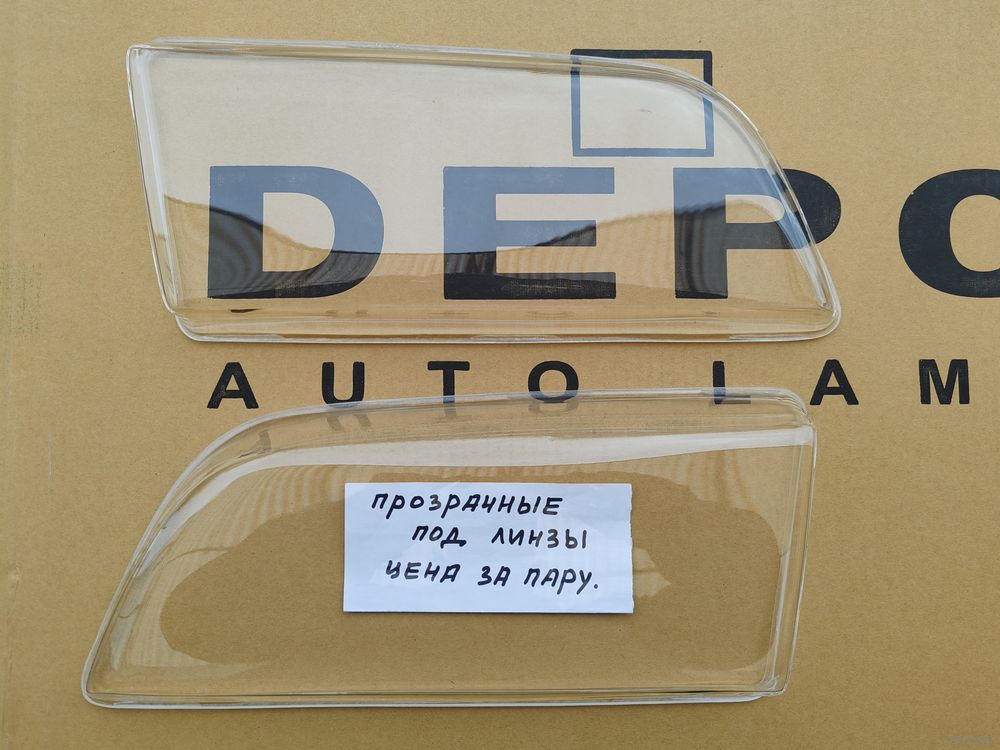 DEPO
AUTO LAM
ПРОЗРАЧНЫЕ
ПОД ЛИНЗЫ
ЦЕНА ЗА ПАРУ.